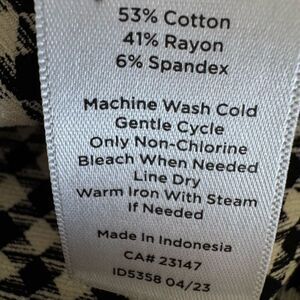 53% Cotton
41% Rayon
6% Spandex
Machine Wash Cold
Gentle Cycle
Only Non-Chlorine
Bleach When Needed
Line Dry
Warm Iron With Steam
If Needed
Made In Indonesia
CA# 23147
ID5358 04/23